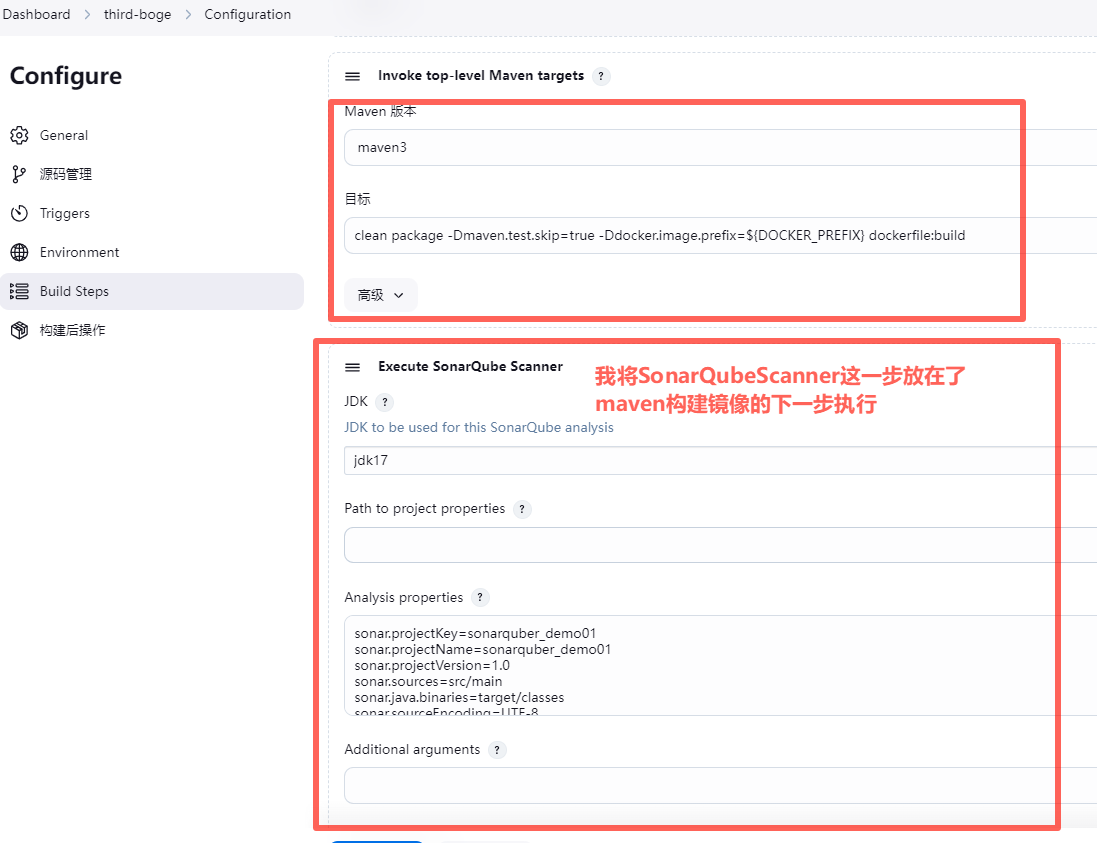 Dashboard > third-boge > Configuration
Configure
General
源码管理
Triggers
Environment
Build Steps
构建后操作
Invoke top-level Maven targets ?
Maven 版本
maven3
目标
clean package -Dmaven.test.skip=true -Ddocker.image.prefix=${DOCKER_PREFIX} dockerfile:build
高级
Execute SonarQube Scanner
我将SonarQubeScanner这一步放在了
maven构建镜像的下一步执行
JDK ?
JDK to be used for this SonarQube analysis
jdk17
Path to project properties ?
Analysis properties ?
sonar.projectKey=sonarquber_demo01
sonar.projectName=sonarquber_demo01
sonar.projectVersion=1.0
sonar.sources=src/main
sonar.java.binaries=target/classes
sonar.sourceEncoding=UTF-8
Additional arguments ?